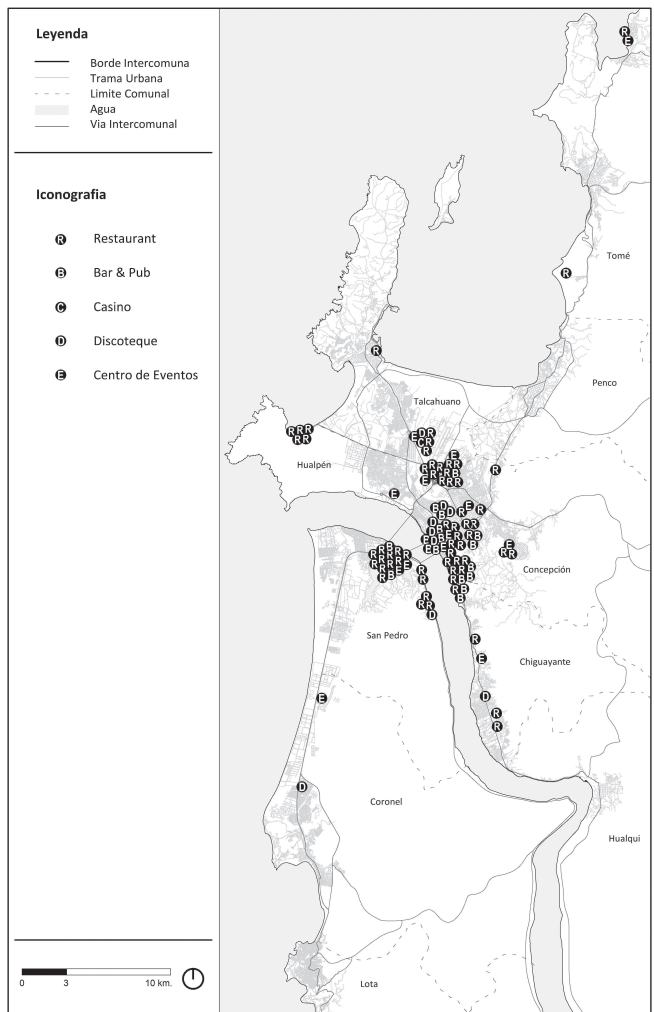 Leyenda
Borde Intercomuna
Trama Urbana
Limite Comunal
Agua
Via Intercomunal
Iconografia
R Restaurant
B Bar & Pub
C Casino
D Discoteque
E Centro de Eventos
0 3 10 km.
R
E
Tomé
R
R
Penco
Talcahuano
R R R
R R
E D R
C R
R
Hualpén
E
R
E
Concepción
San Pedro
R
E
Chiguayante
D
R
R
E
D
Coronel
Hualqui
Lota